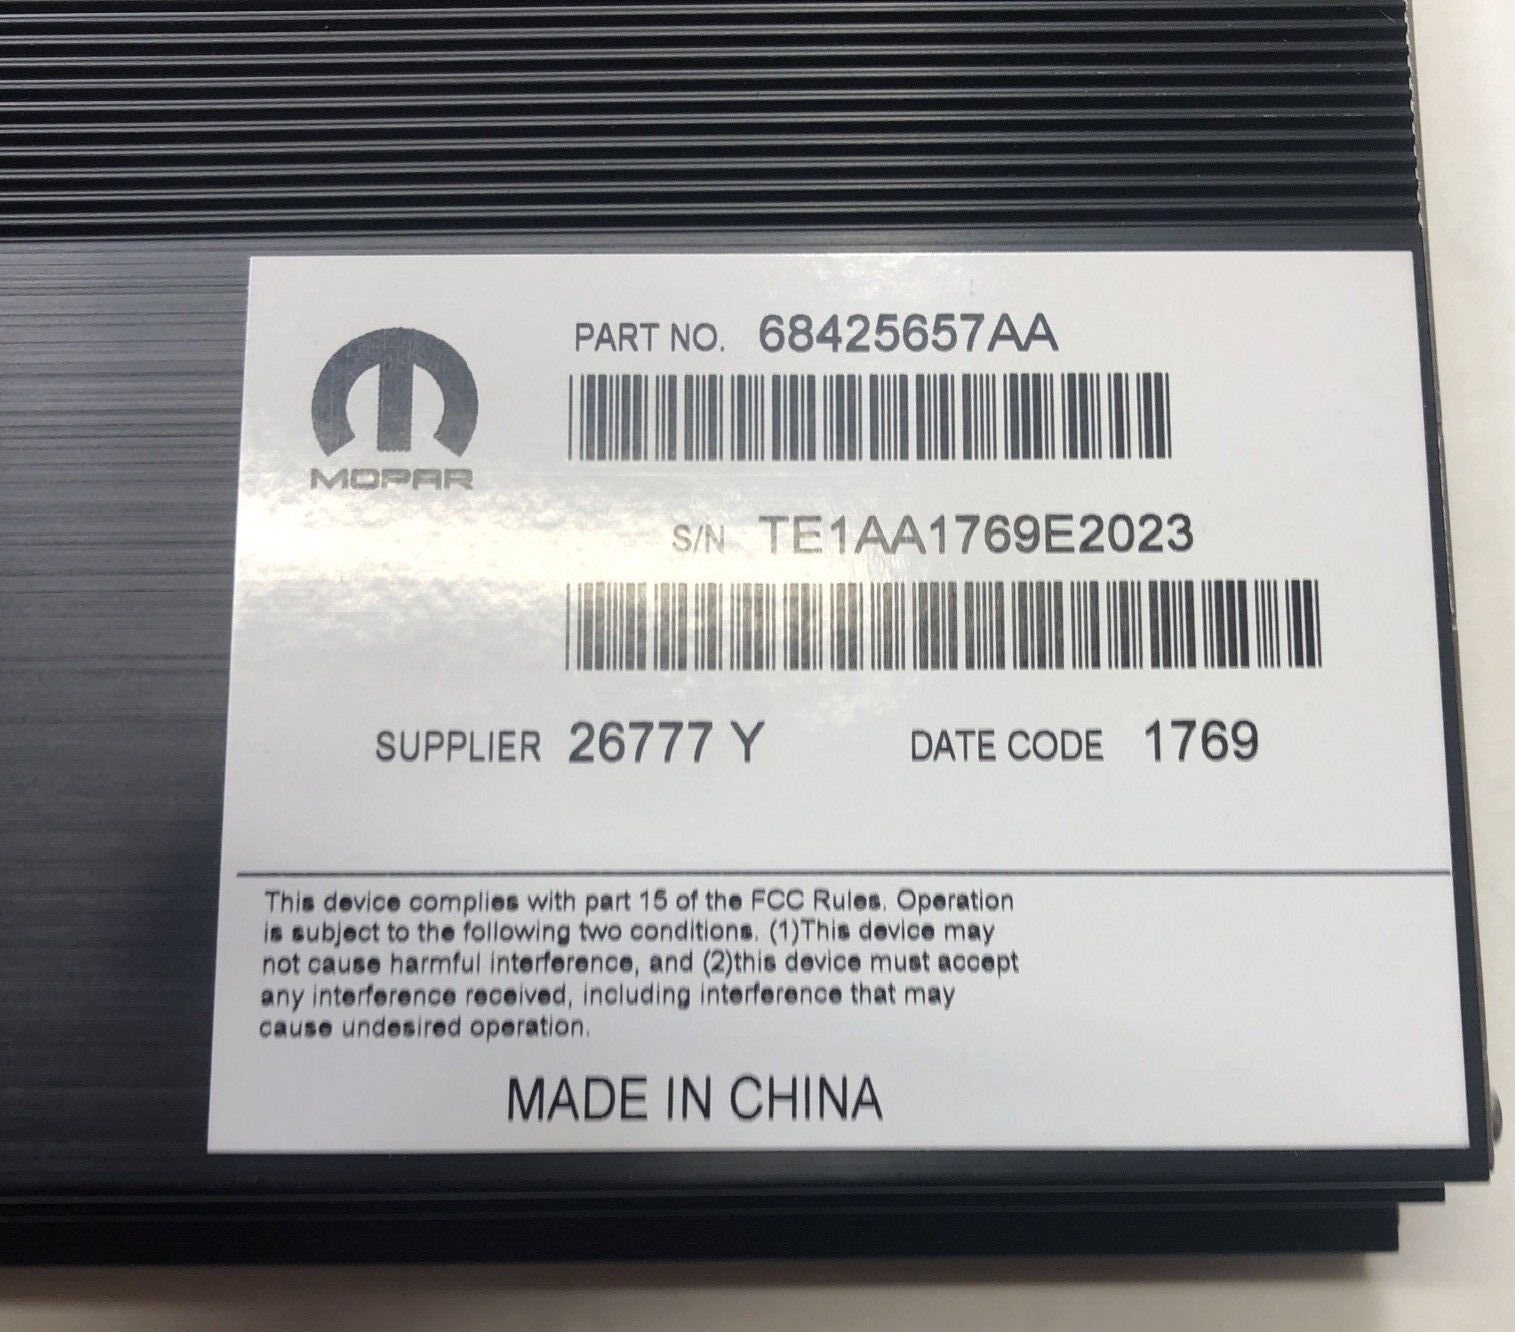 MOPAR
PART NO. 68425657AA
S/N TE1AA1769E2023
SUPPLIER 26777 Y DATE CODE 1769
This device complies with part 15 of the FCC Rules. Operation
is subject to the following two conditions. (1)This device may
not cause harmful interference, and (2)this device must accept
any interference received, including interference that may
cause undesired operation.
MADE IN CHINA